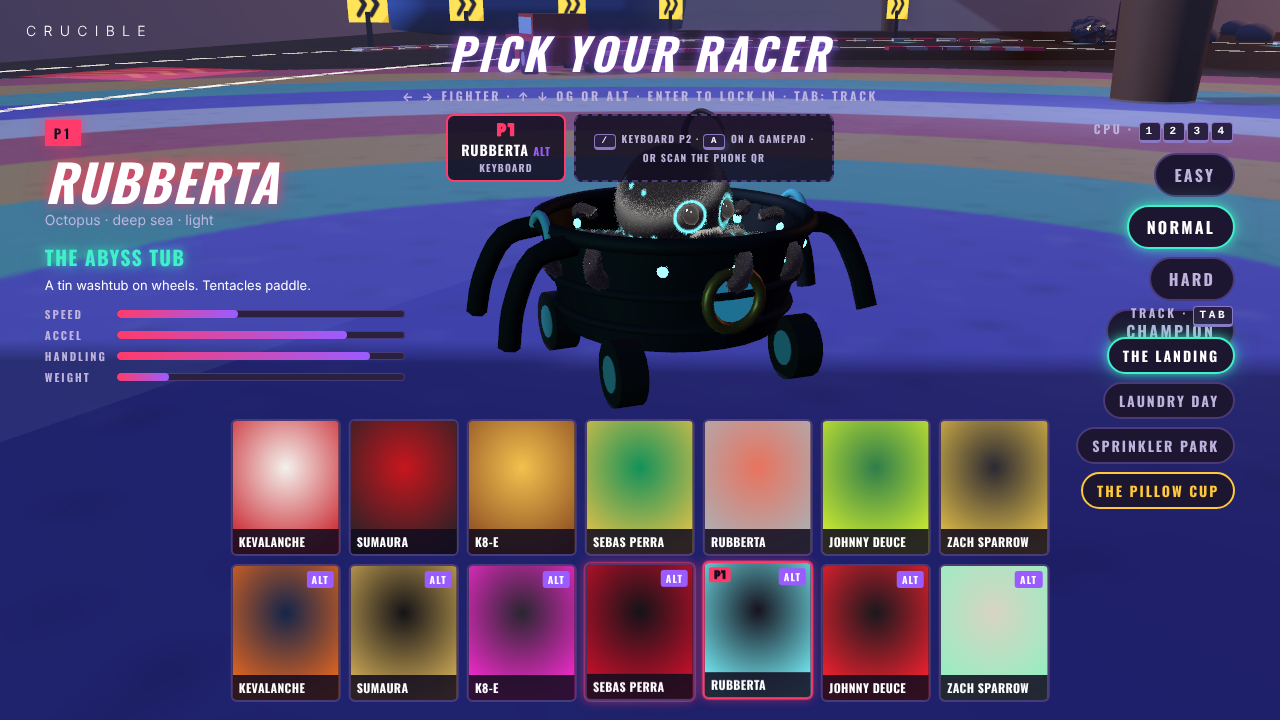 CRUCIBLE
PICK YOUR RACER
← → FIGHTER · ↑ ↓ OG OR ALT · ENTER TO LOCK IN · TAB: TRACK
P1
RUBBERTA
Octopus · deep sea · light
THE ABYSS TUB
A tin washtub on wheels. Tentacles paddle.
SPEED
ACCEL
HANDLING
WEIGHT
P1
RUBBERTA ALT
KEYBOARD
/ KEYBOARD P2 · A ON A GAMEPAD ·
OR SCAN THE PHONE QR
CPU · 1 2 3 4
EASY
NORMAL
HARD
CHAMPION
TRACK · TAB
THE LANDING
LAUNDRY DAY
SPRINKLER PARK
THE PILLOW CUP
KEVALANCHE
SUMAURA
K8-E
SEBAS PERRA
RUBBERTA
JOHNNY DEUCE
ZACH SPARROW
ALT
KEVALANCHE
ALT
SUMAURA
ALT
K8-E
ALT
SEBAS PERRA
P1 ALT
RUBBERTA
ALT
JOHNNY DEUCE
ALT
ZACH SPARROW